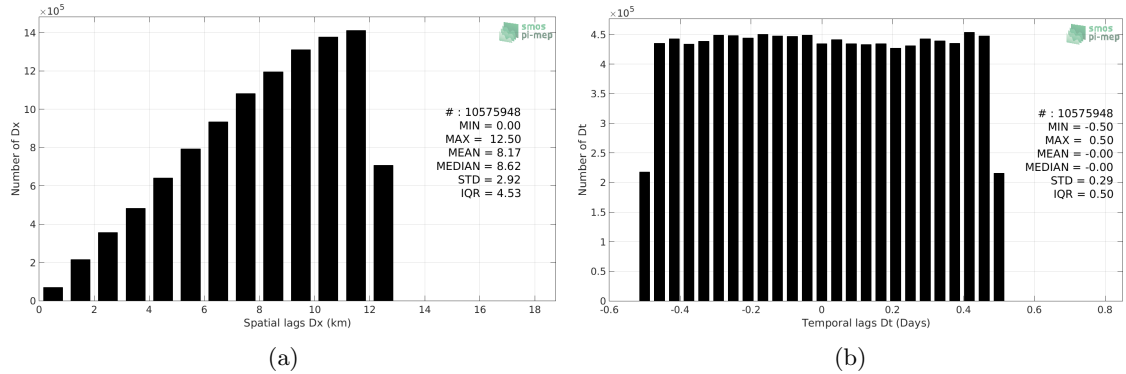 ×10⁵
14
12
10
8
6
4
2
0
Number of Dx
0 2 4 6 8 10 12 14 16 18
Spatial lags Dx (km)
smos
pi-mep
# : 10575948
MIN = 0.00
MAX = 12.50
MEAN = 8.17
MEDIAN = 8.62
STD = 2.92
IQR = 4.53
(a)
×10⁵
4.5
4
3.5
3
2.5
2
1.5
1
0.5
0
Number of Dt
-0.6 -0.4 -0.2 0 0.2 0.4 0.6 0.8
Temporal lags Dt (Days)
smos
pi-mep
# : 10575948
MIN = -0.50
MAX = 0.50
MEAN = -0.00
MEDIAN = -0.00
STD = 0.29
IQR = 0.50
(b)